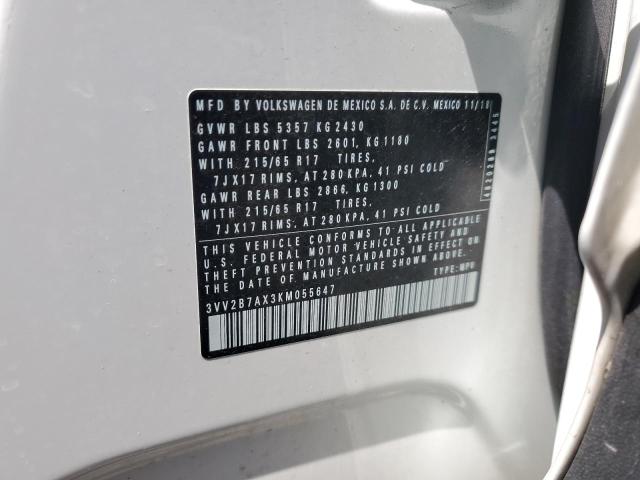 MFD BY VOLKSWAGEN DE MEXICO S.A. DE C.V. MEXICO 11/18
GVWR LBS 5357 KG 2430
GAWR FRONT LBS 2601, KG 1180
WITH 215/65 R17 TIRES,
7JX17 RIMS, AT 280 KPA, 41 PSI COLD
GAWR REAR LBS 2866, KG 1300
WITH 215/65 R17 TIRES,
7JX17 RIMS, AT 280 KPA, 41 PSI COLD
THIS VEHICLE CONFORMS TO ALL APPLICABLE
U.S. FEDERAL MOTOR VEHICLE SAFETY AND
THEFT PREVENTION STANDARDS IN EFFECT ON
THE DATE OF MANUFACTURE SHOWN ABOVE.
3VV2B7AX3KM055647
TYPE: MPV
3445